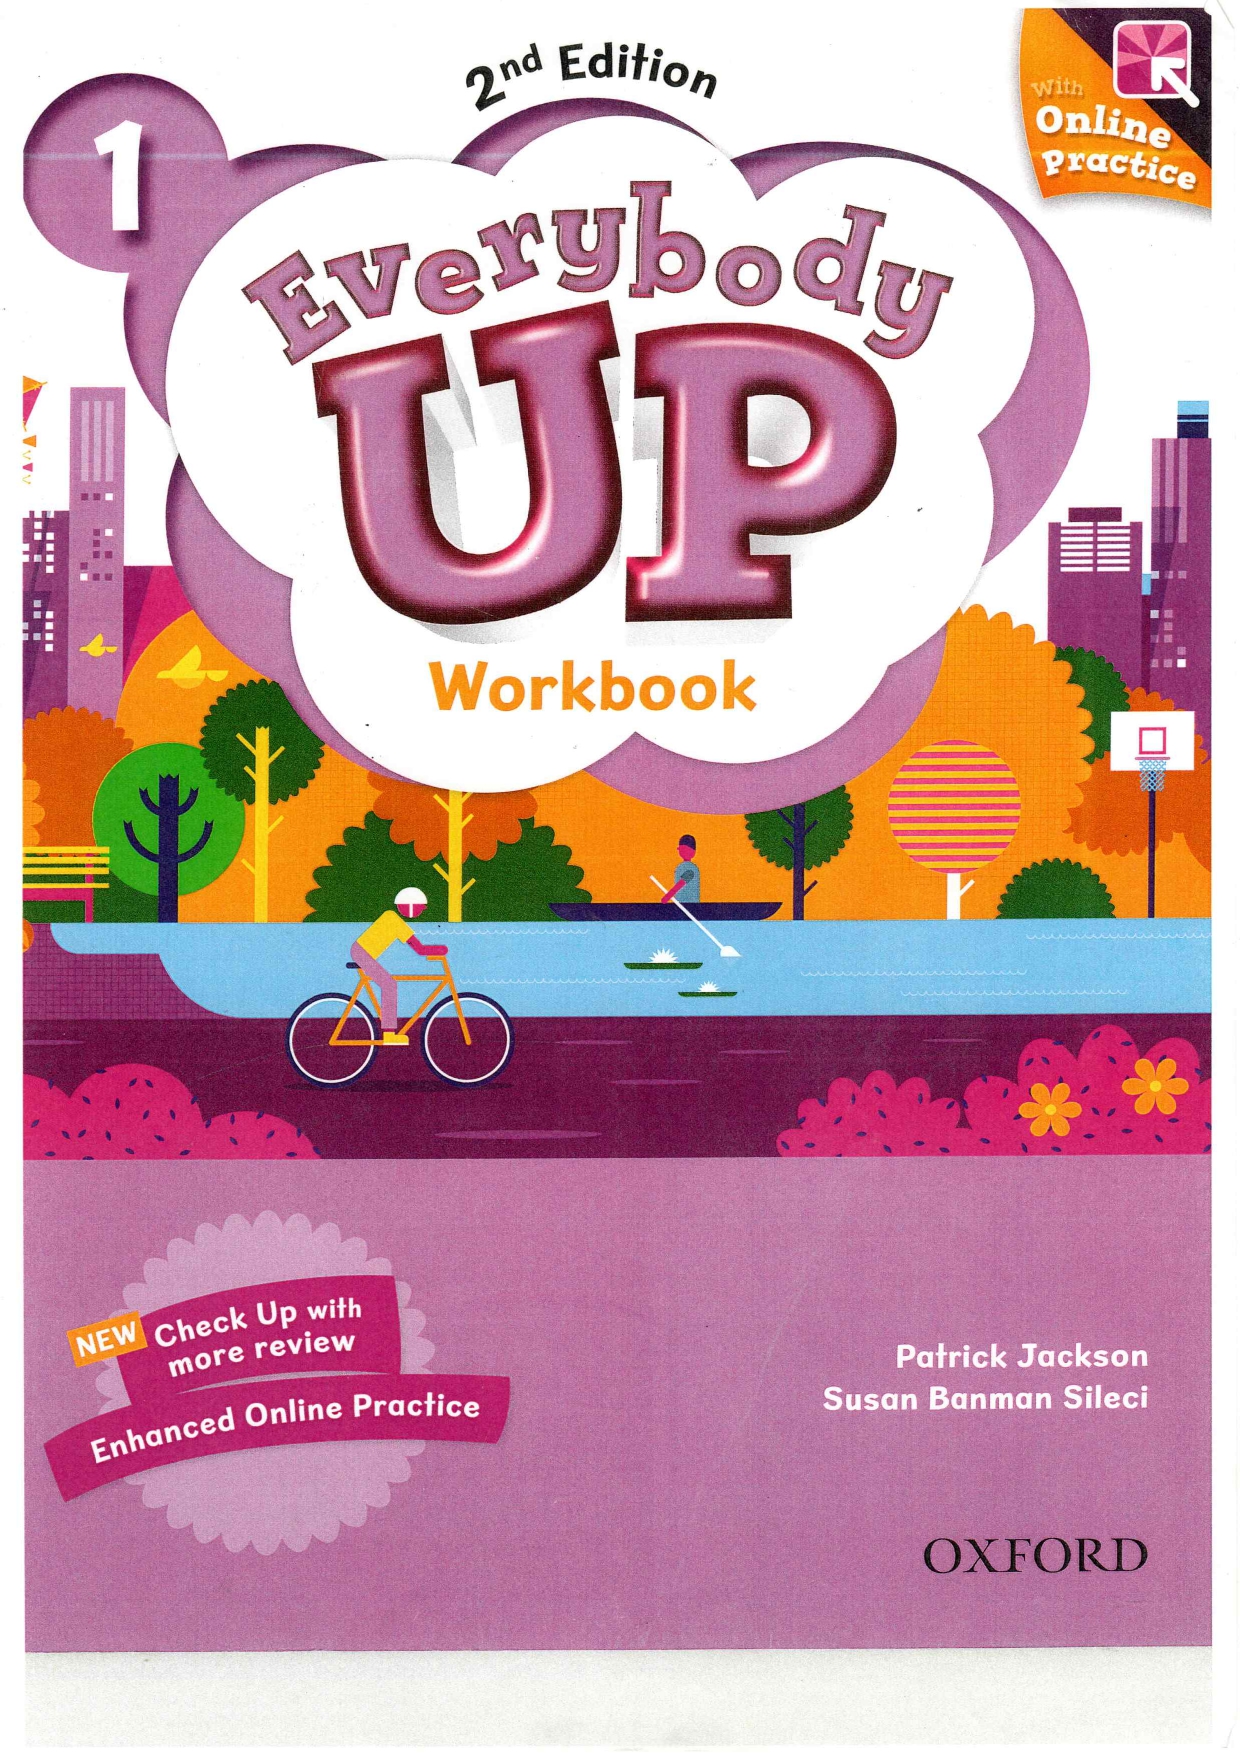 2nd Edition
With
Online
Practice
1
Everybody
UP
Workbook
NEW
Check Up with
more review
Enhanced Online Practice
Patrick Jackson
Susan Banman Sileci
OXFORD